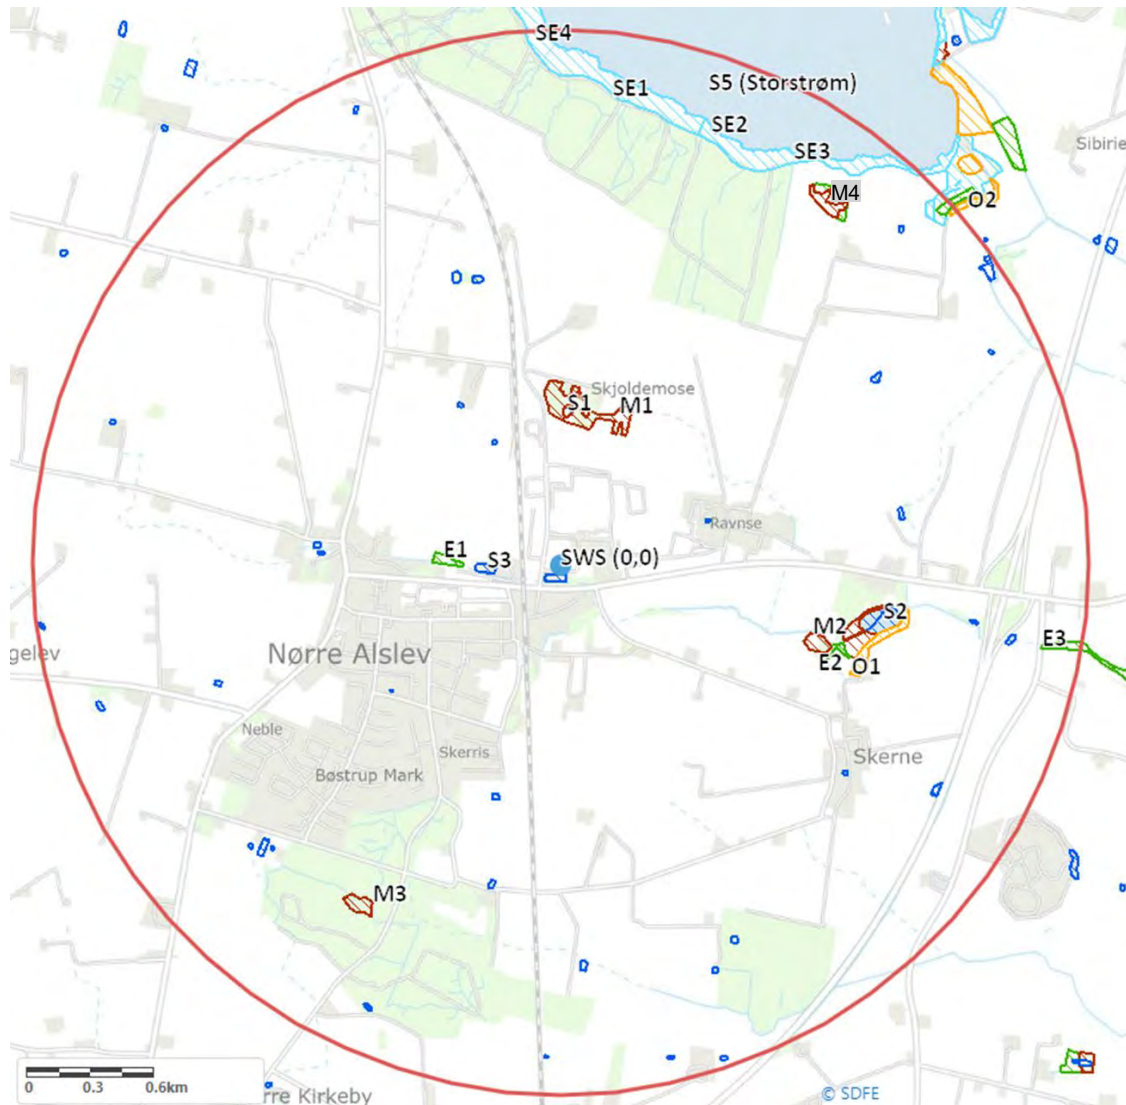 SE4
S5 (Storstrøm)
SE1
SE2
Sibirie
SE3
M4
O2
Skjoldemose
S1
M1
Ravnse
E1
S3
SWS (0,0)
S2
M2
E3
gelev
Nørre Alslev
E2
O1
Neble
Skerris
Skerne
Bøstrup Mark
M3
0
0.3
0.6km
rre Kirkeby
© SDFE